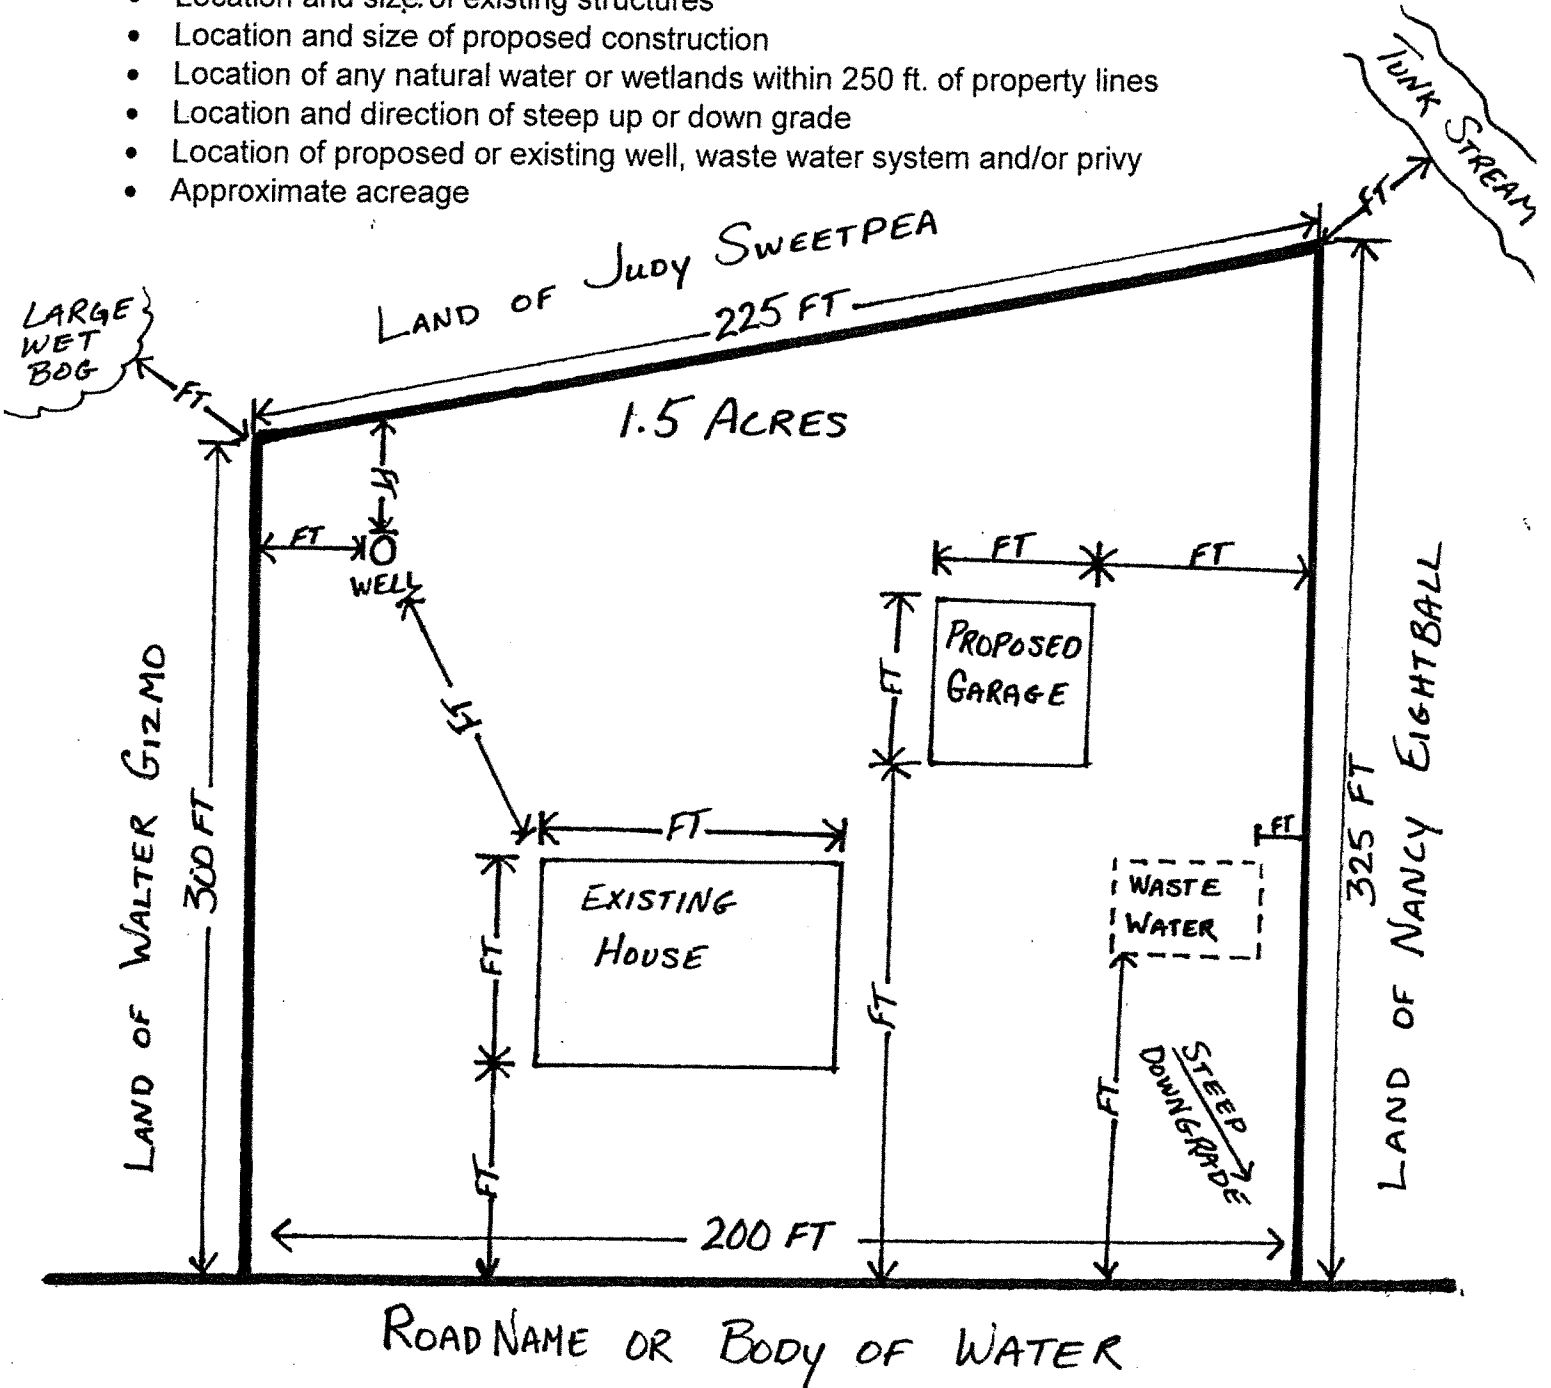 Location and size of existing structures
• Location and size of proposed construction
• Location of any natural water or wetlands within 250 ft. of property lines
• Location and direction of steep up or down grade
• Location of proposed or existing well, waste water system and/or privy
• Approximate acreage
TUNK STREAM
FT
LAND OF JUDY SWEETPEA
225 FT
LARGE
WET
BOG
FT
1.5 ACRES
FT
FT
WELL
FT
FT
FT
FT
PROPOSED
GARAGE
FT
LAND OF WALTER GIZMO
300 FT
LAND OF NANCY EIGHTBALL
325 FT
FT
FT
EXISTING
HOUSE
FT
FT
FT
WASTE
WATER
FT
STEEP
DOWNGRADE
200 FT
ROAD NAME OR BODY OF WATER